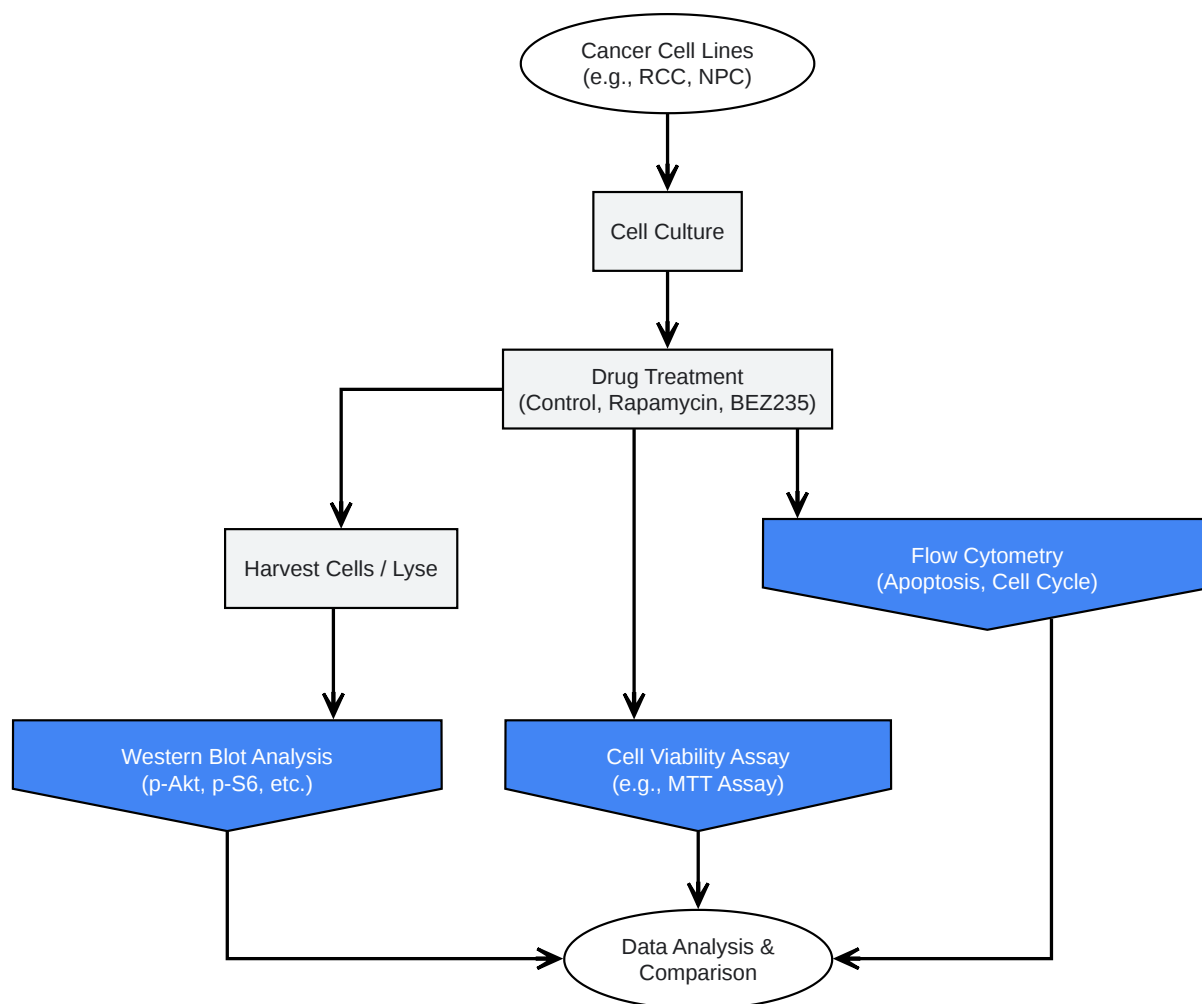 Cancer Cell Lines
(e.g., RCC, NPC)
Cell Culture
Drug Treatment
(Control, Rapamycin, BEZ235)
Harvest Cells / Lyse
Flow Cytometry
(Apoptosis, Cell Cycle)
Western Blot Analysis
(p-Akt, p-S6, etc.)
Cell Viability Assay
(e.g., MTT Assay)
Data Analysis &
Comparison